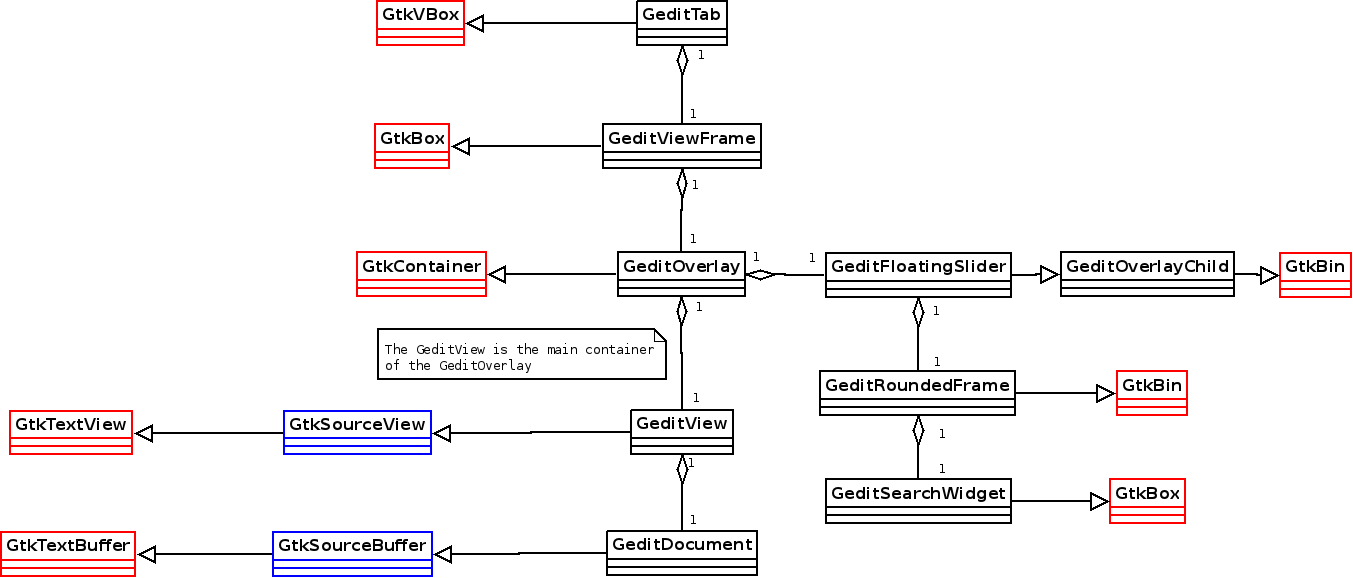 GtkVBox
GeditTab
1
1
GtkBox
GeditViewFrame
1
1
GtkContainer
GeditOverlay
1
1
GeditFloatingSlider
GeditOverlayChild
GtkBin
1
1
The GeditView is the main container
of the GeditOverlay
1
GeditRoundedFrame
GtkBin
1
GtkTextView
GtkSourceView
GeditView
1
1
1
GeditSearchWidget
GtkBox
1
GtkTextBuffer
GtkSourceBuffer
GeditDocument